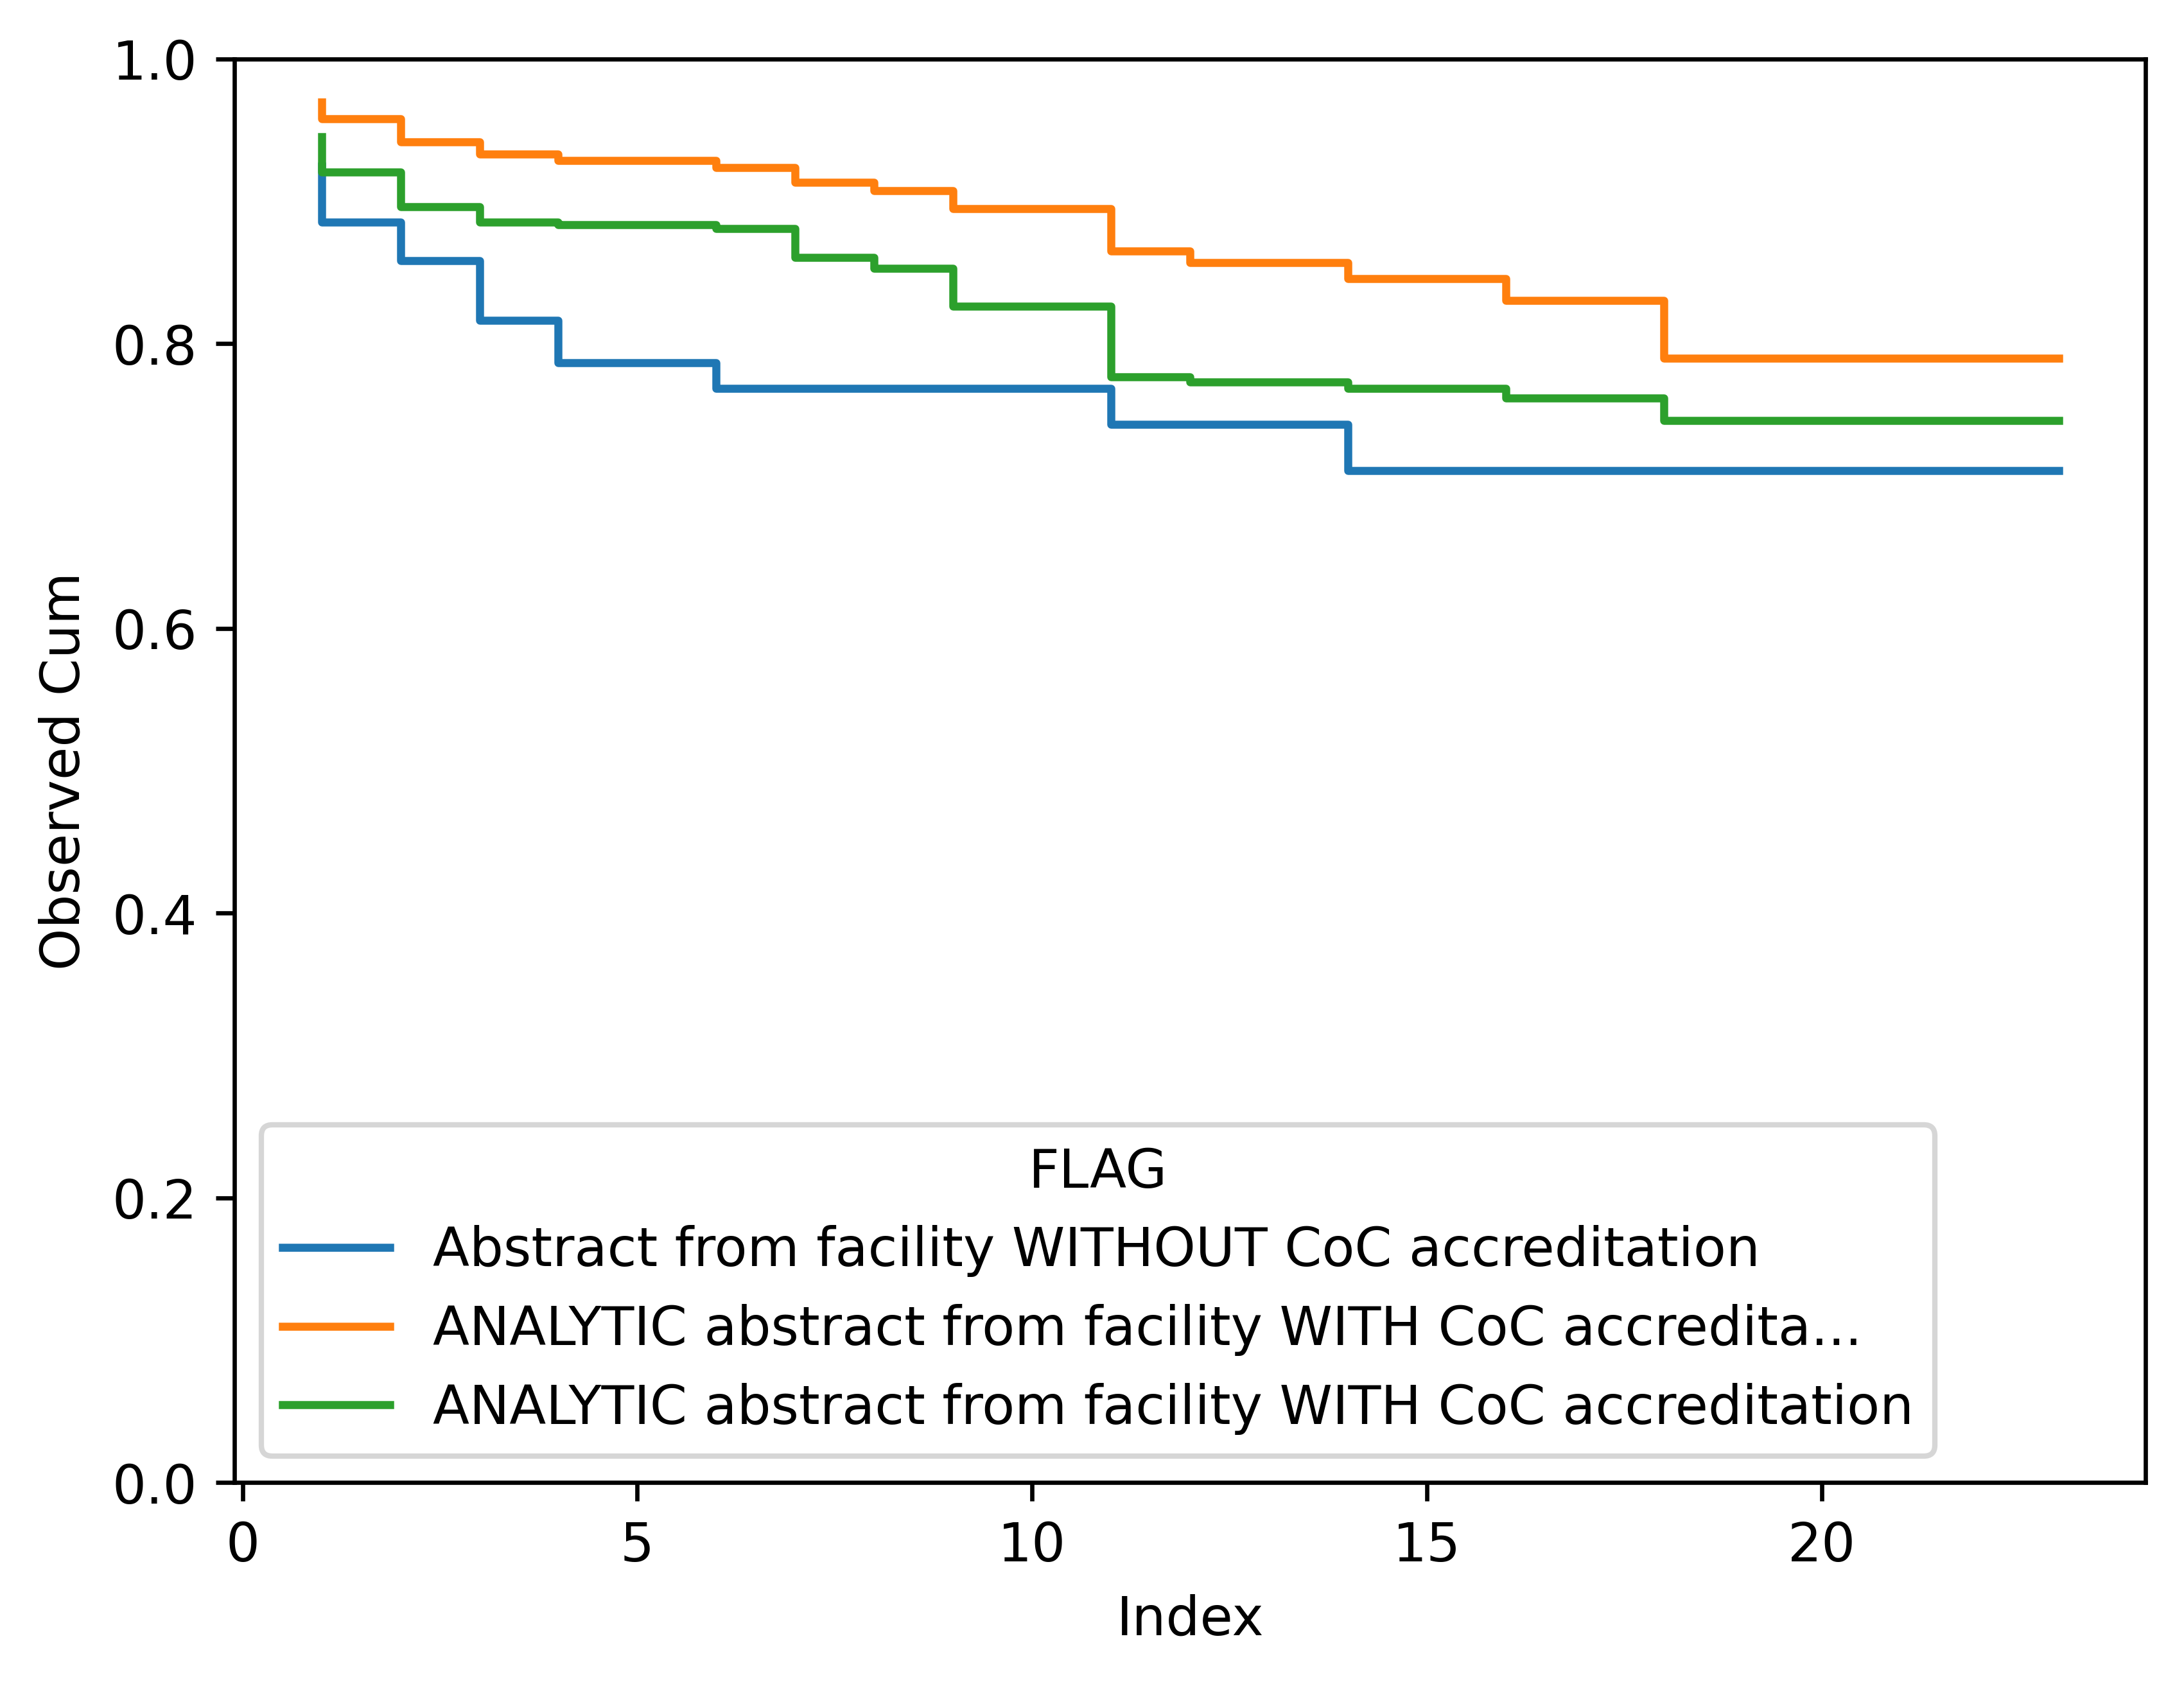 1.0
0.8
0.6
0.4
0.2
0.0
Observed Cum
FLAG
Abstract from facility WITHOUT CoC accreditation
ANALYTIC abstract from facility WITH CoC accredita...
ANALYTIC abstract from facility WITH CoC accreditation
0 5 10 15 20
Index